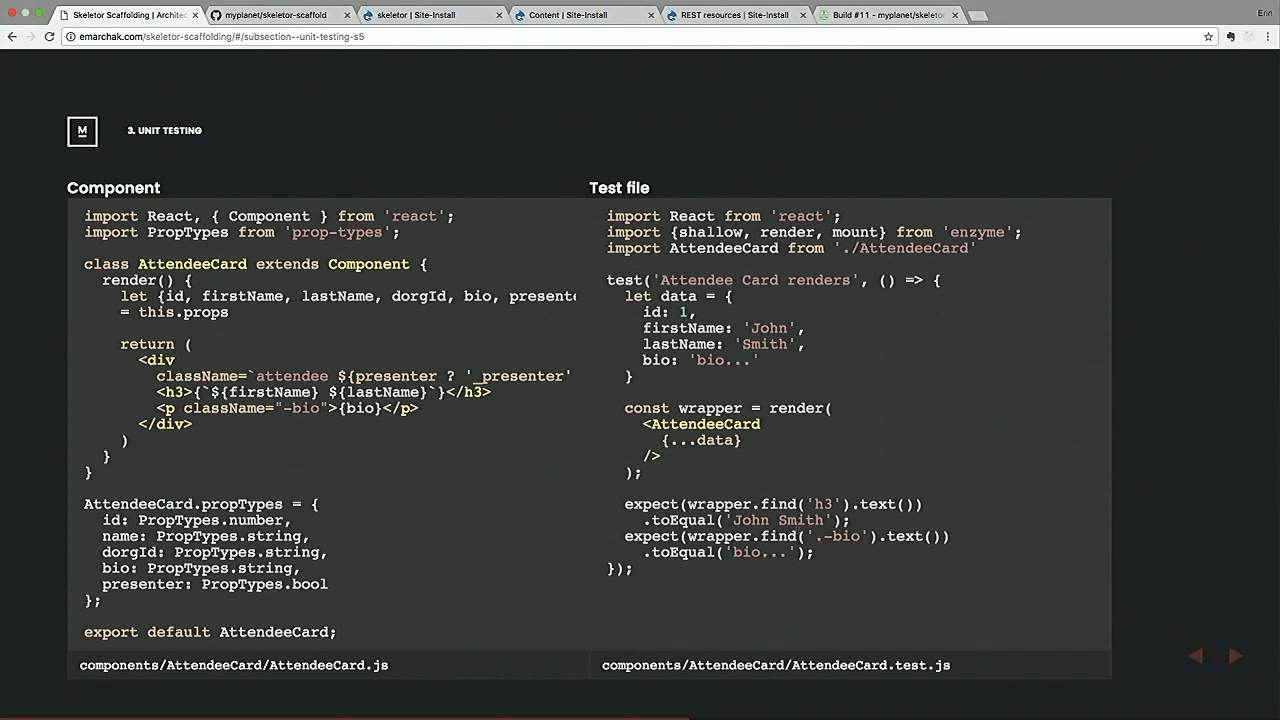 Skeletor Scaffolding | Archite
myplanet/skeletor-scaffold
skeletor | Site-Install
Content | Site-Install
REST resources | Site-Install
Build #11 - myplanet/skeletor
Erin
emarchak.com/skeletor-scaffolding/#/subsection--unit-testing-s5
M
3. UNIT TESTING
Component
import React, { Component } from 'react';
import PropTypes from 'prop-types';
class AttendeeCard extends Component {
render() {
let {id, firstName, lastName, dorgId, bio, presente
= this.props
return (
<div
className=`attendee ${presenter ? '_presenter'
<h3>{`${firstName} ${lastName}`}</h3>
<p className="-bio">{bio}</p>
</div>
)
}
}
AttendeeCard.propTypes = {
id: PropTypes.number,
name: PropTypes.string,
dorgId: PropTypes.string,
bio: PropTypes.string,
presenter: PropTypes.bool
};
export default AttendeeCard;
components/AttendeeCard/AttendeeCard.js
Test file
import React from 'react';
import {shallow, render, mount} from 'enzyme';
import AttendeeCard from './AttendeeCard'
test('Attendee Card renders', () => {
let data = {
id: 1,
firstName: 'John',
lastName: 'Smith',
bio: 'bio...'
}
const wrapper = render(
<AttendeeCard
{...data}
/>
);
expect(wrapper.find('h3').text())
.toEqual('John Smith');
expect(wrapper.find('.-bio').text())
.toEqual('bio...');
});
components/AttendeeCard/AttendeeCard.test.js